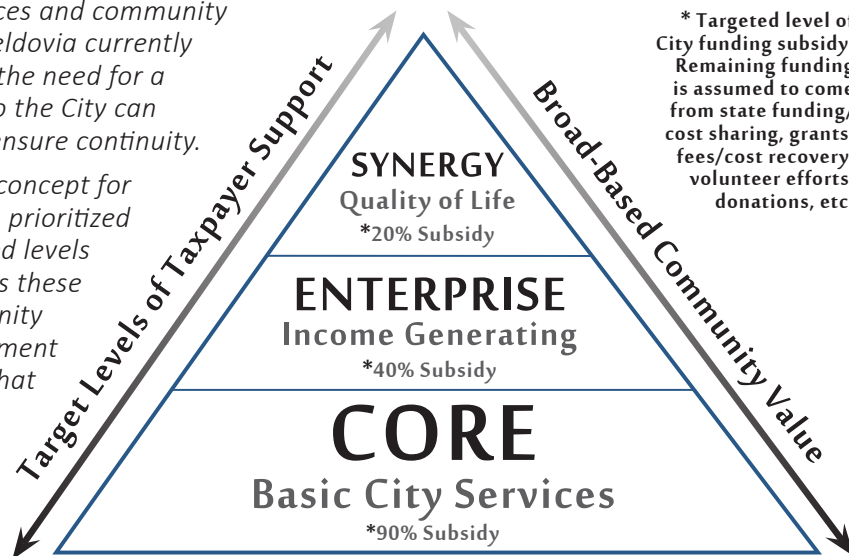 ces and community
eldovia currently
the need for a
o the City can
ensure continuity.
concept for
prioritized
d levels
s these
nity
ment
hat
Target Levels of Taxpayer Support
SYNERGY
Quality of Life
*20% Subsidy
ENTERPRISE
Income Generating
*40% Subsidy
CORE
Basic City Services
*90% Subsidy
Broad-Based Community Value
* Targeted level of
City funding subsidy.
Remaining funding
is assumed to come
from state funding/
cost sharing, grants,
fees/cost recovery,
volunteer efforts,
donations, etc